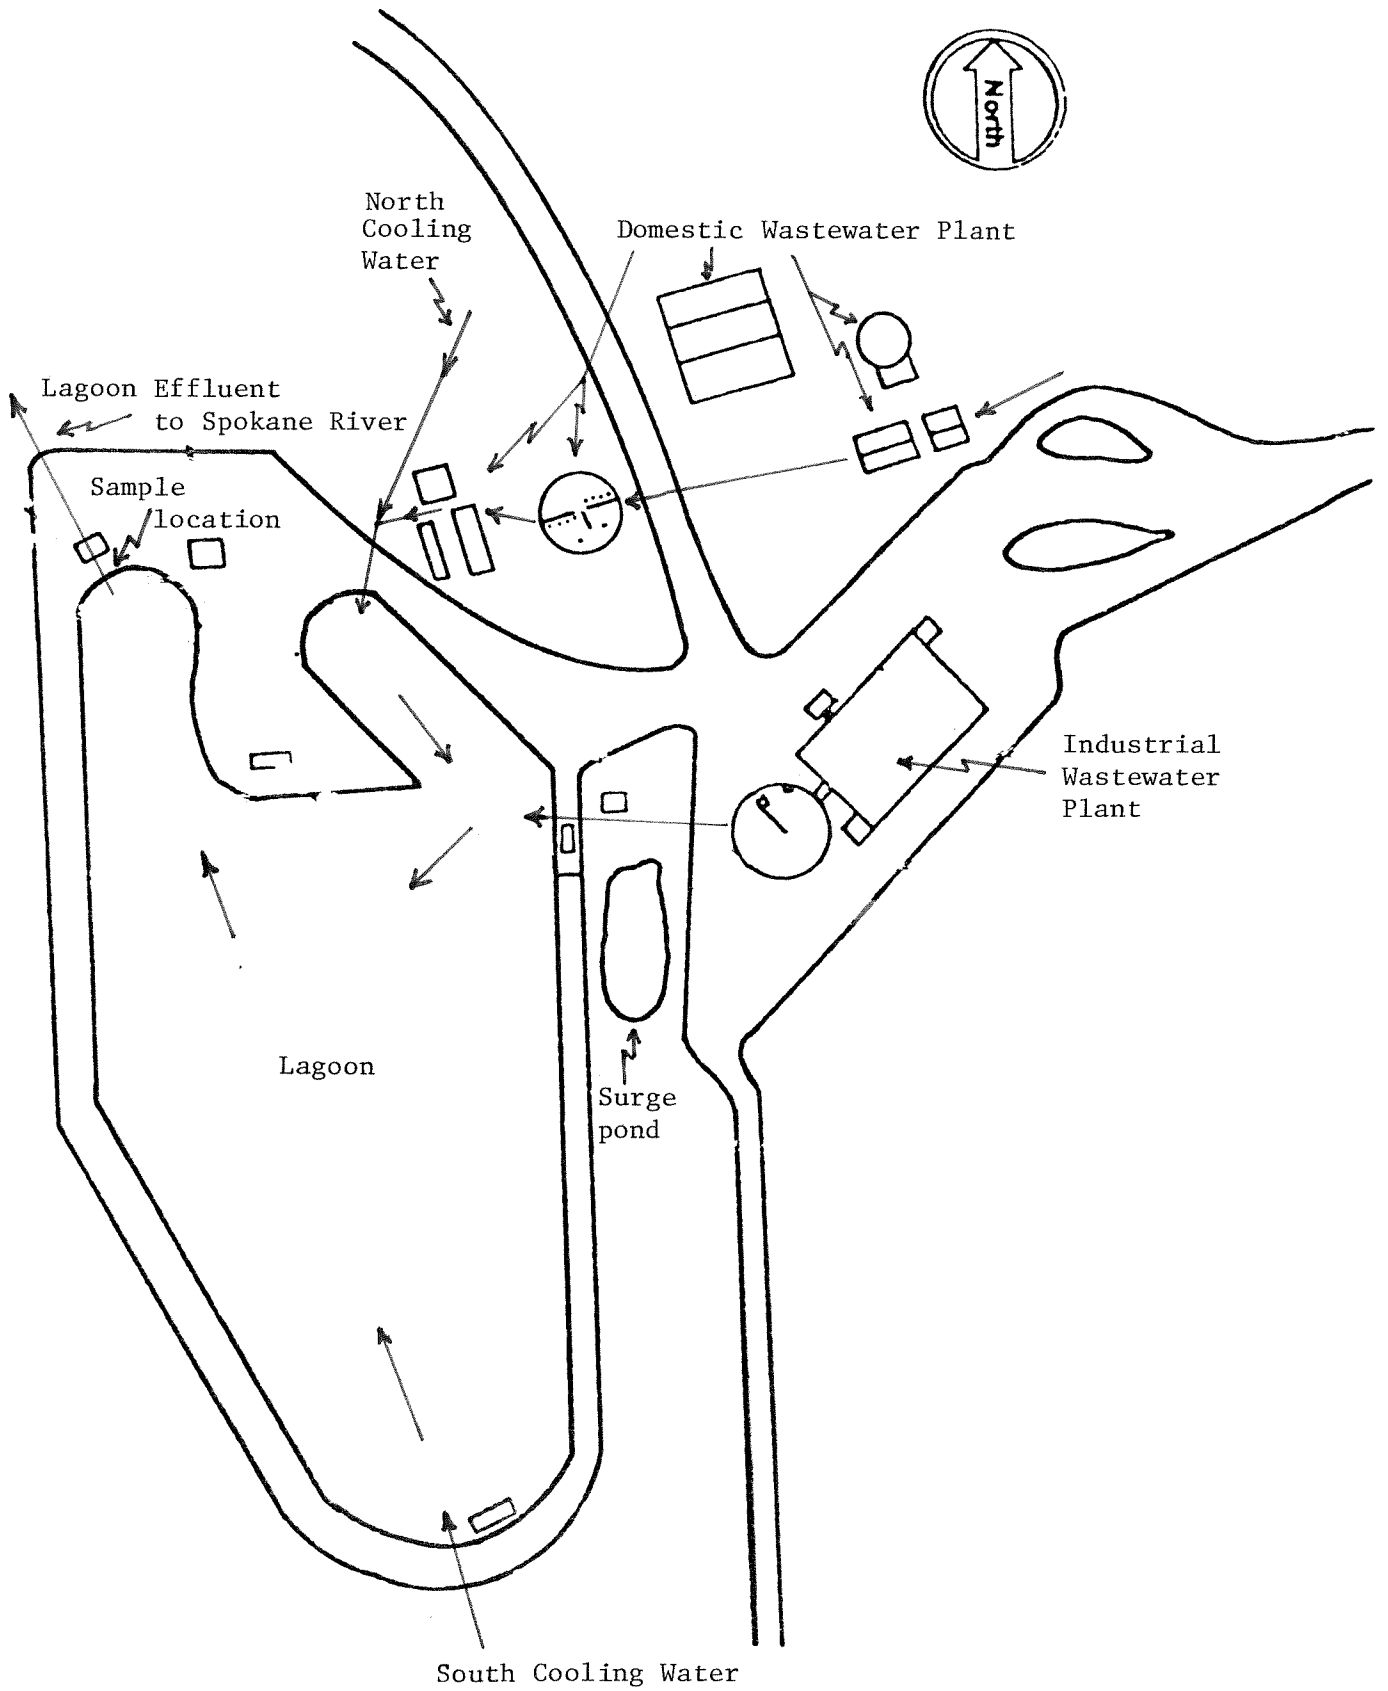 North
North
Cooling
Water
Domestic Wastewater Plant
Lagoon Effluent
to Spokane River
Sample
location
Industrial
Wastewater
Plant
Lagoon
Surge
pond
South Cooling Water